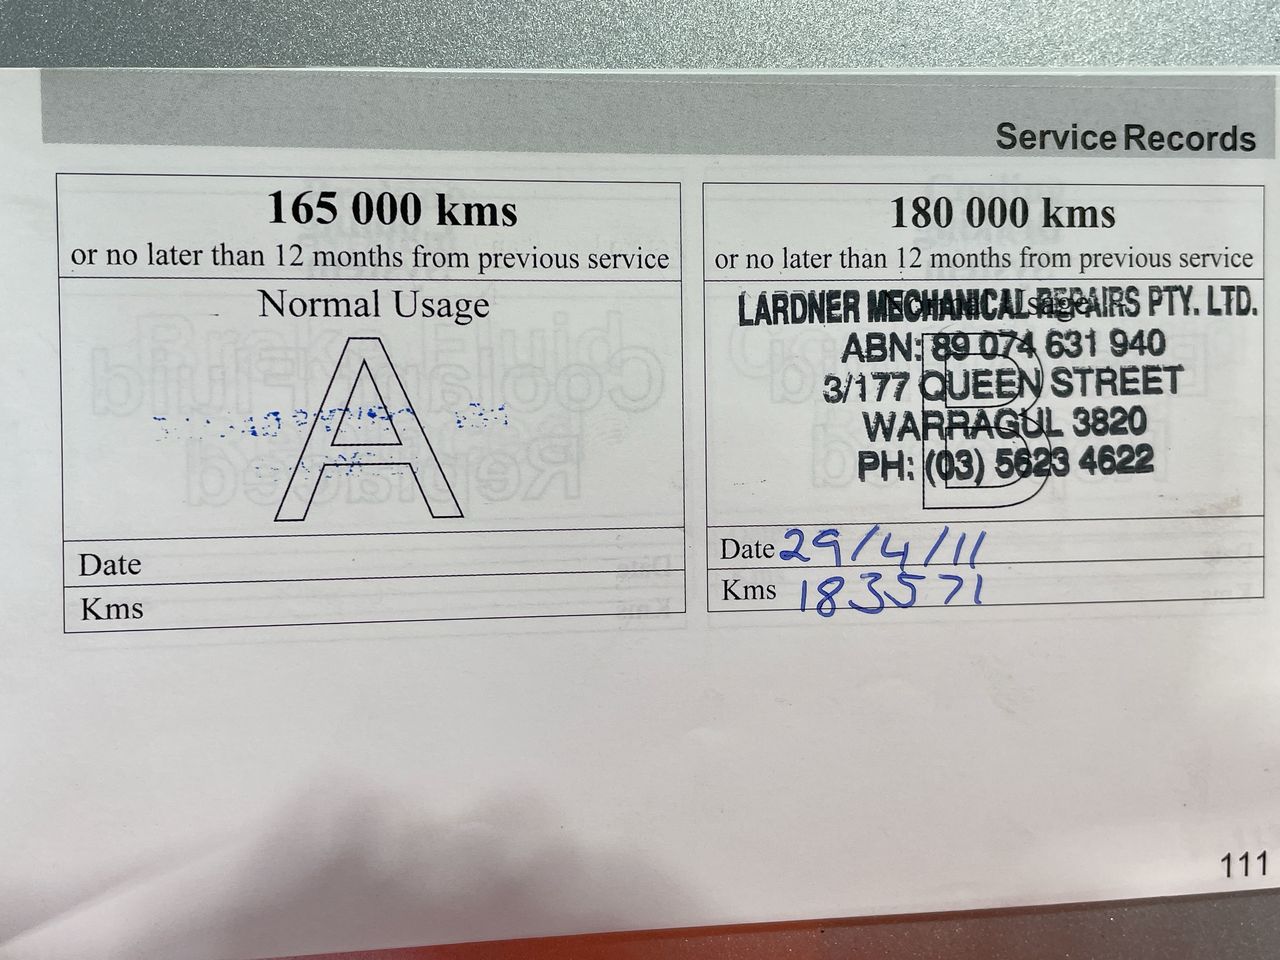 Service Records
165 000 kms
or no later than 12 months from previous service
Normal Usage
A
Date
Kms
180 000 kms
or no later than 12 months from previous service
LARDNER MECHANICAL REPAIRS PTY. LTD.
ABN: 89 074 631 940
3/177 QUEEN STREET
WARRAGUL 3820
PH: (03) 5623 4622
B
Date 29/4/11
Kms 183571
111